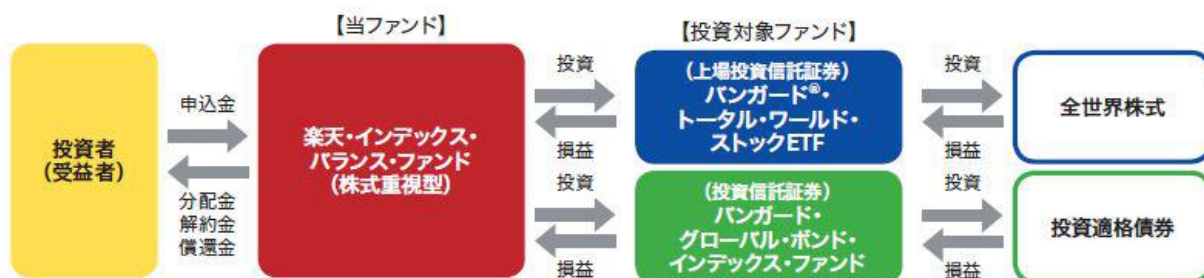 【当ファンド】
【投資対象ファンド】
投資者
(受益者)
申込金
分配金
解約金
償還金
楽天・インデックス・
バランス・ファンド
(株式重視型)
投資
損益
投資
損益
(上場投資信託証券)
バンガード®・
トータル・ワールド・
ストックETF
(投資信託証券)
バンガード・
グローバル・ボンド・
インデックス・ファンド
投資
損益
投資
損益
全世界株式
投資適格債券